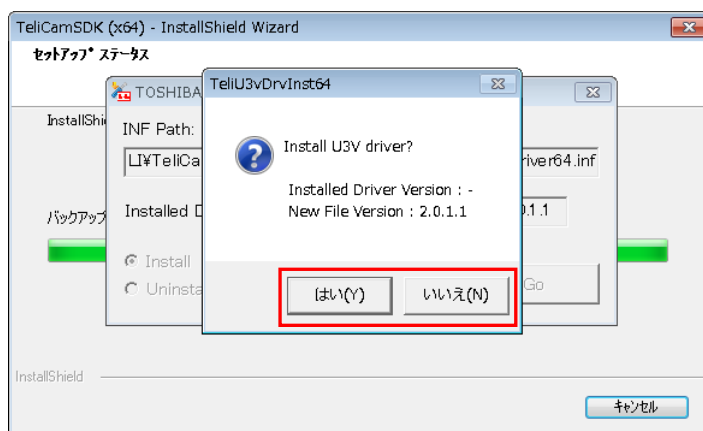 TeliCamSDK (x64) - InstallShield Wizard
セットアップ ステータス
TOSHIBA
TeliU3vDrvInst64
InstallShi
INF Path:
LI¥TeliCa
river64.inf
Install U3V driver?
Installed Driver Version : -
New File Version : 2.0.1.1
バックアップ
Installed D
0.1.1
Install
Uninsta
はい(Y)
いいえ(N)
Go
InstallShield
キャンセル